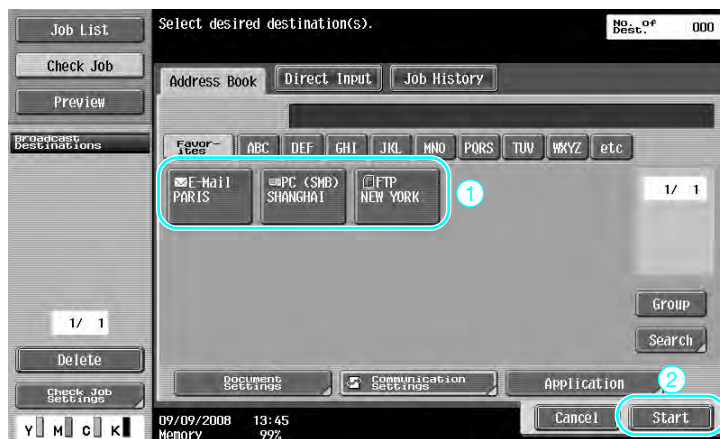 Job List
Select desired destination(s).
No. of
Dest.
000
Check Job
Address Book
Direct Input
Job History
Preview
Broadcast
Destinations
Favor-
ites
ABC
DEF
GHI
JKL
MNO
PQRS
TUV
WXYZ
etc
E-Mail
PARIS
PC (SMB)
SHANGHAI
FTP
NEW YORK
1
1/ 1
Group
Search
1/ 1
Delete
Document
Settings
Communication
Settings
Application
2
Check Job
Settings
Cancel
Start
Y M C K
09/09/2008 13:45
Memory 99%